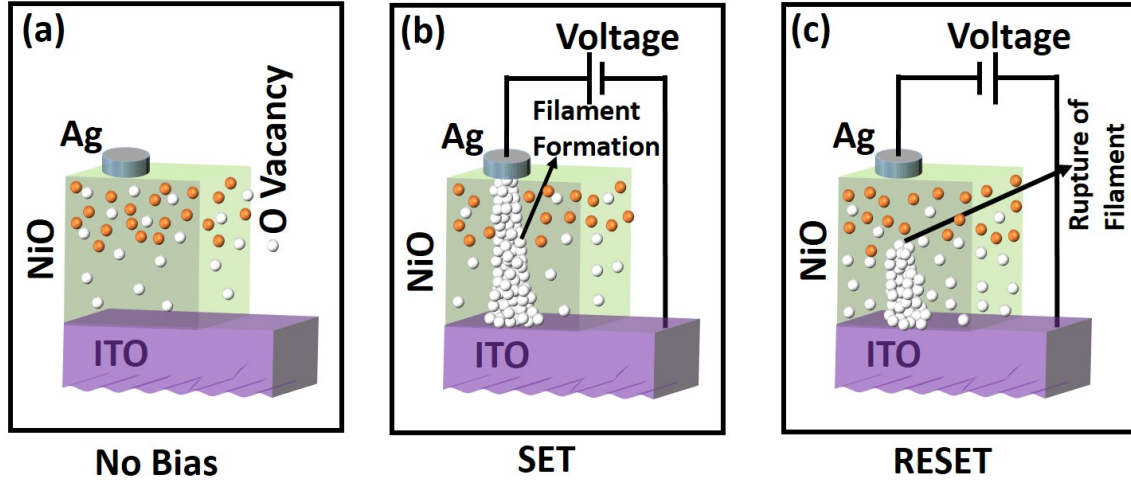 (a)
Ag
O Vacancy
NiO
ITO
No Bias
(b)
Voltage
Filament
Formation
Ag
NiO
ITO
SET
(c)
Voltage
Ag
Rupture of
Filament
NiO
ITO
RESET